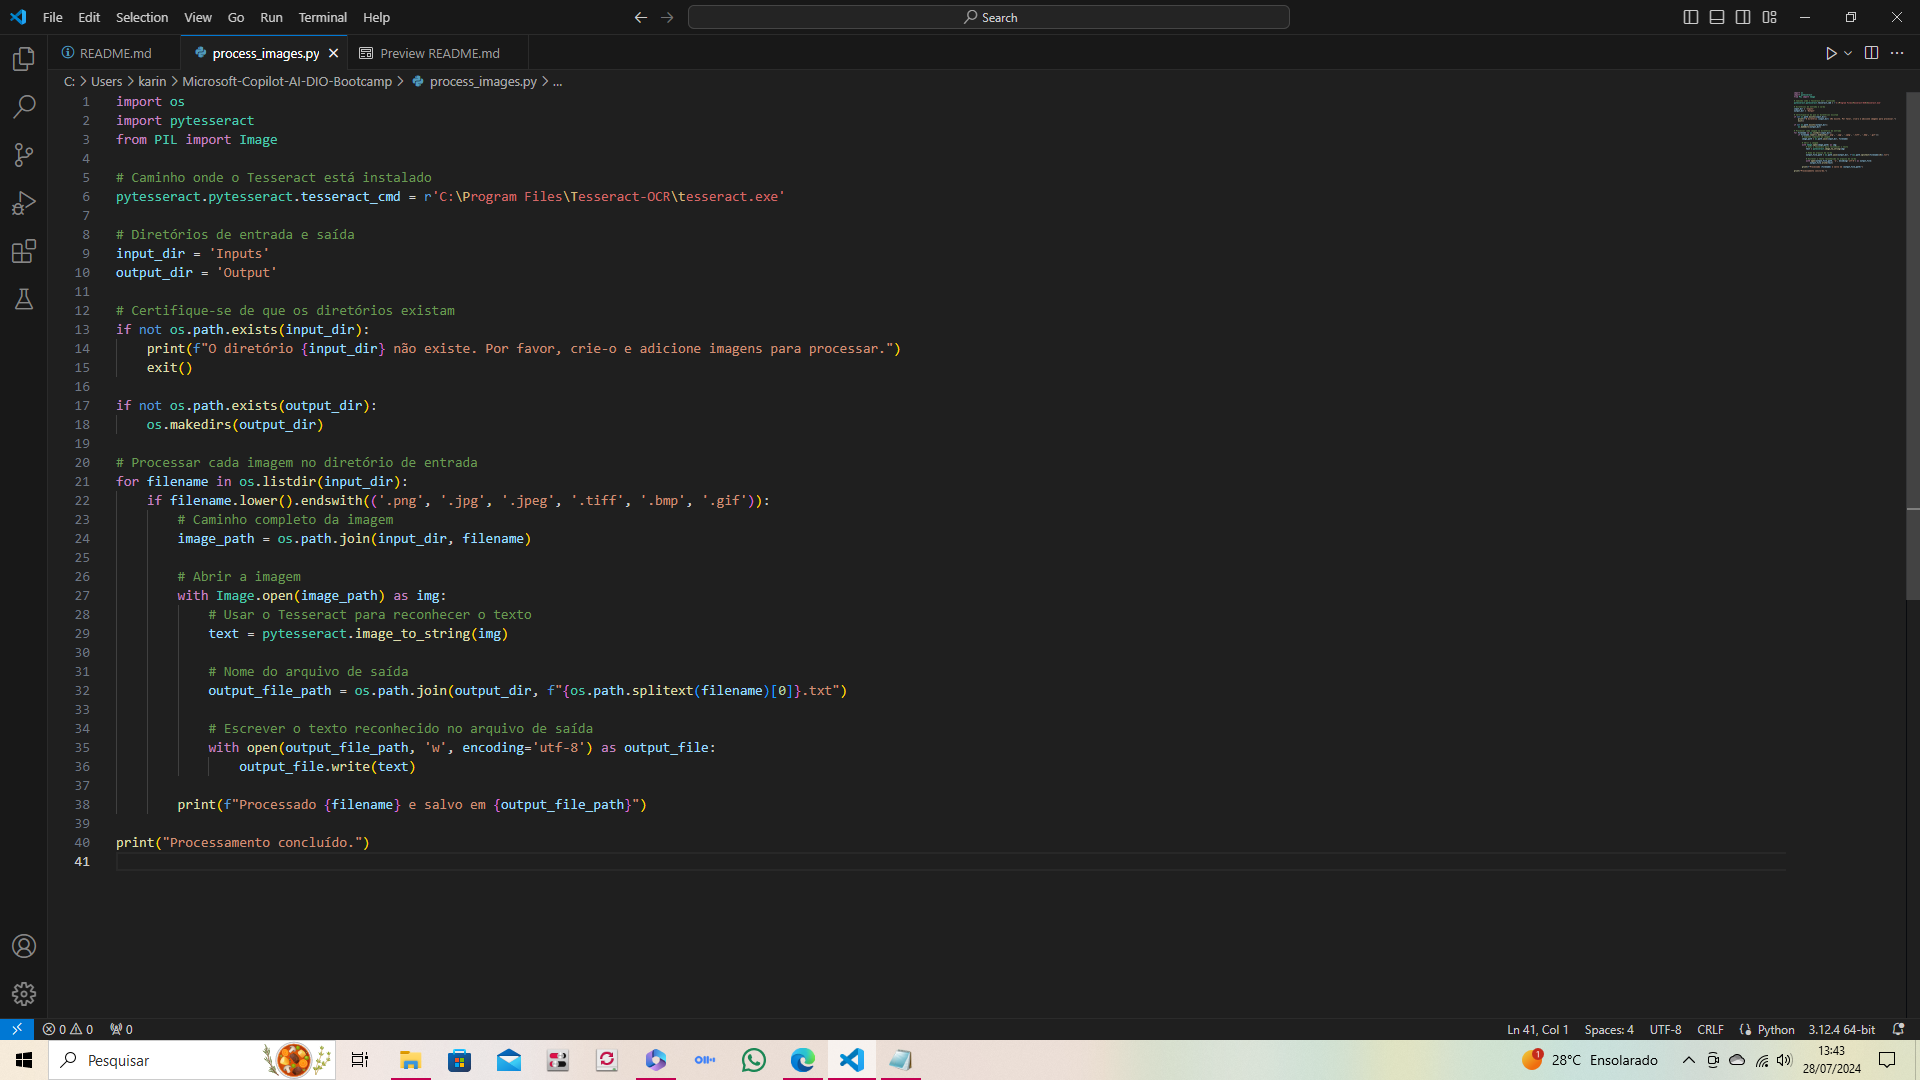 File Edit Selection View Go Run Terminal Help
Search
README.md
process_images.py
Preview README.md
C: > Users > karin > Microsoft-Copilot-AI-DIO-Bootcamp > process_images.py > ...
1 import os
2 import pytesseract
3 from PIL import Image
4
5 # Caminho onde o Tesseract está instalado
6 pytesseract.pytesseract.tesseract_cmd = r'C:\Program Files\Tesseract-OCR\tesseract.exe'
7
8 # Diretórios de entrada e saída
9 input_dir = 'Inputs'
10 output_dir = 'Output'
11
12 # Certifique-se de que os diretórios existam
13 if not os.path.exists(input_dir):
14     print(f"O diretório {input_dir} não existe. Por favor, crie-o e adicione imagens para processar.")
15     exit()
16
17 if not os.path.exists(output_dir):
18     os.makedirs(output_dir)
19
20 # Processar cada imagem no diretório de entrada
21 for filename in os.listdir(input_dir):
22     if filename.lower().endswith(('.png', '.jpg', '.jpeg', '.tiff', '.bmp', '.gif')):
23         # Caminho completo da imagem
24         image_path = os.path.join(input_dir, filename)
25
26         # Abrir a imagem
27         with Image.open(image_path) as img:
28             # Usar o Tesseract para reconhecer o texto
29             text = pytesseract.image_to_string(img)
30
31             # Nome do arquivo de saída
32             output_file_path = os.path.join(output_dir, f"{os.path.splitext(filename)[0]}.txt")
33
34             # Escrever o texto reconhecido no arquivo de saída
35             with open(output_file_path, 'w', encoding='utf-8') as output_file:
36                 output_file.write(text)
37
38         print(f"Processado {filename} e salvo em {output_file_path}")
39
40 print("Processamento concluído.")
41
0 0 0
Ln 41, Col 1 Spaces: 4 UTF-8 CRLF Python 3.12.4 64-bit
Pesquisar
1 28°C Ensolarado
13:43
28/07/2024